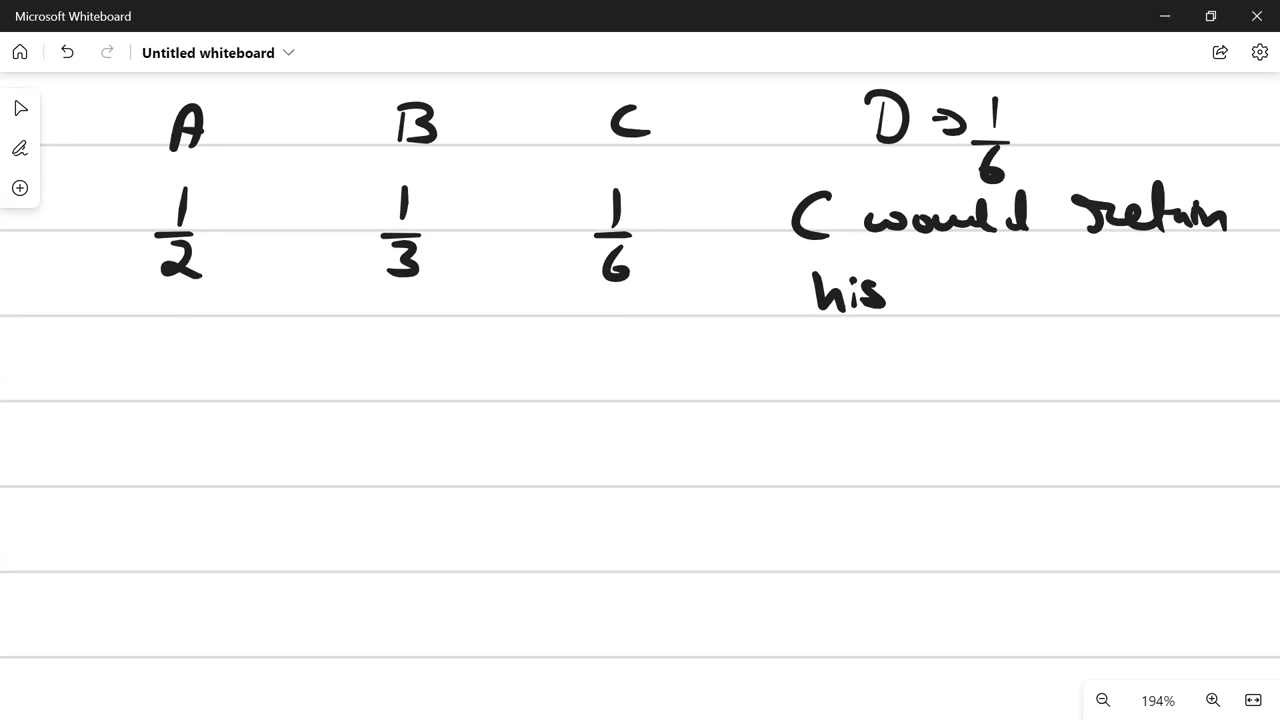 Microsoft Whiteboard
Untitled whiteboard
A B C D => 1/6
1/2 1/3 1/6 C would retain
his
194%